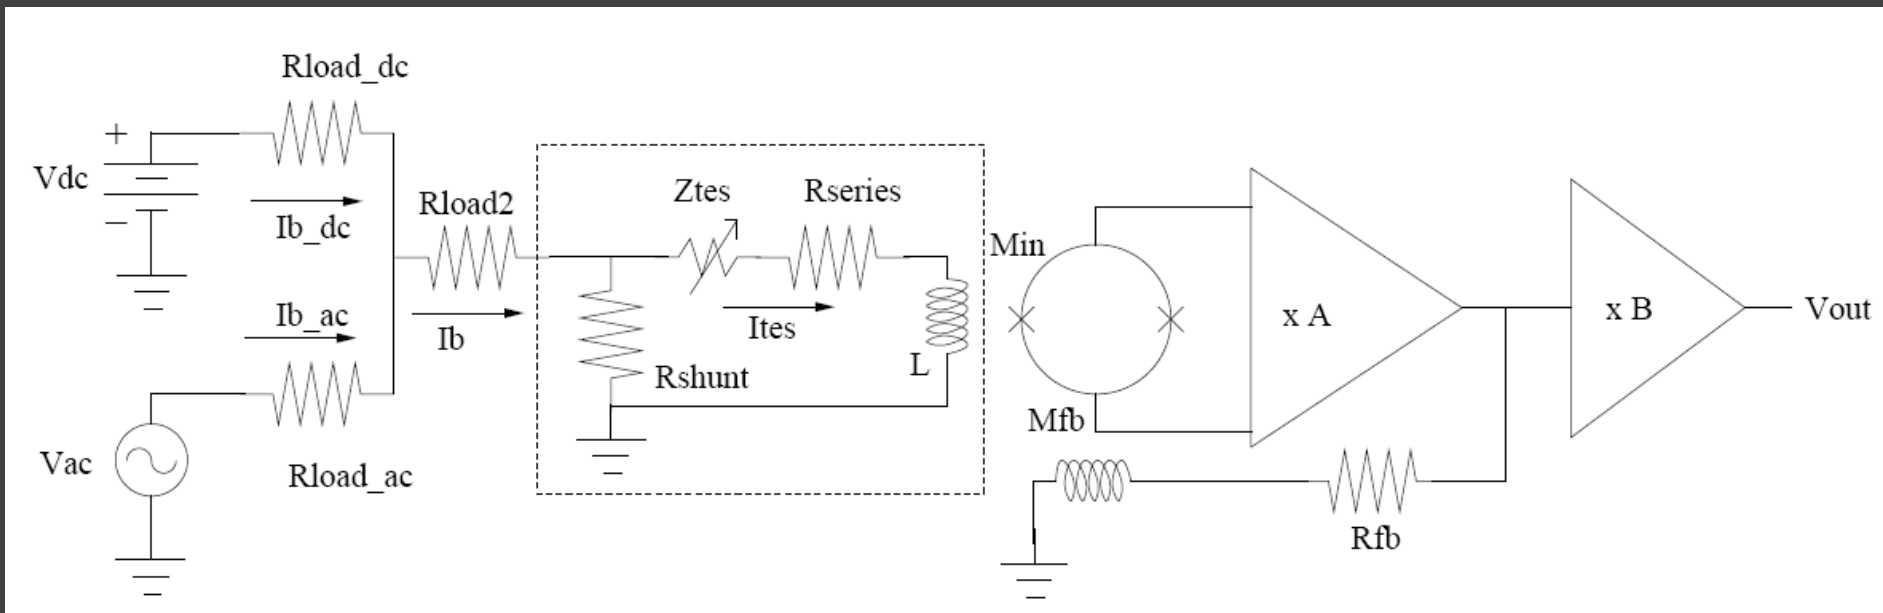 Rload_dc
+
Vdc
−
Ib_dc
Rload2
Ztes
Rseries
Min
Ib_ac
Ib
Ites
x A
x B
Vout
L
Rshunt
Mfb
Vac
Rload_ac
Rfb